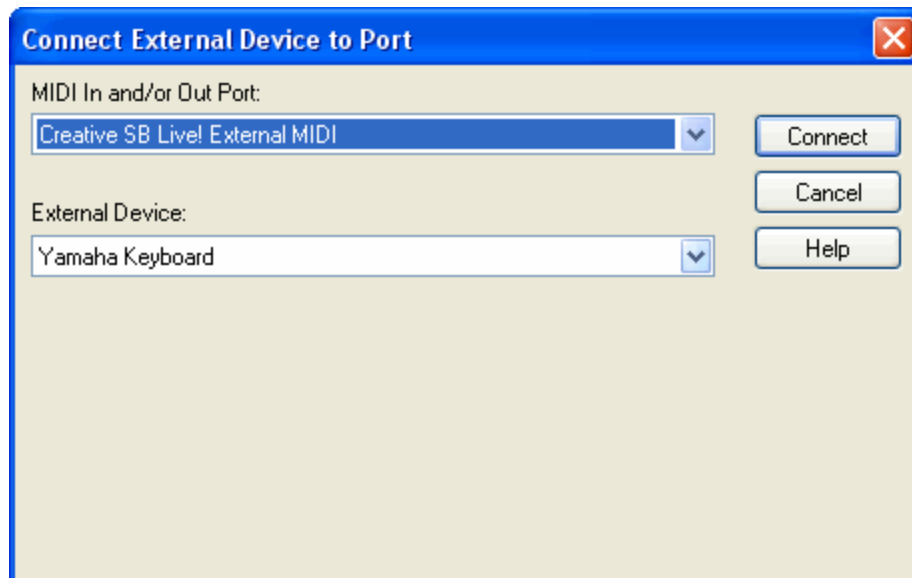 Connect External Device to Port
MIDI In and/or Out Port:
Creative SB Live! External MIDI
Connect
Cancel
External Device:
Yamaha Keyboard
Help